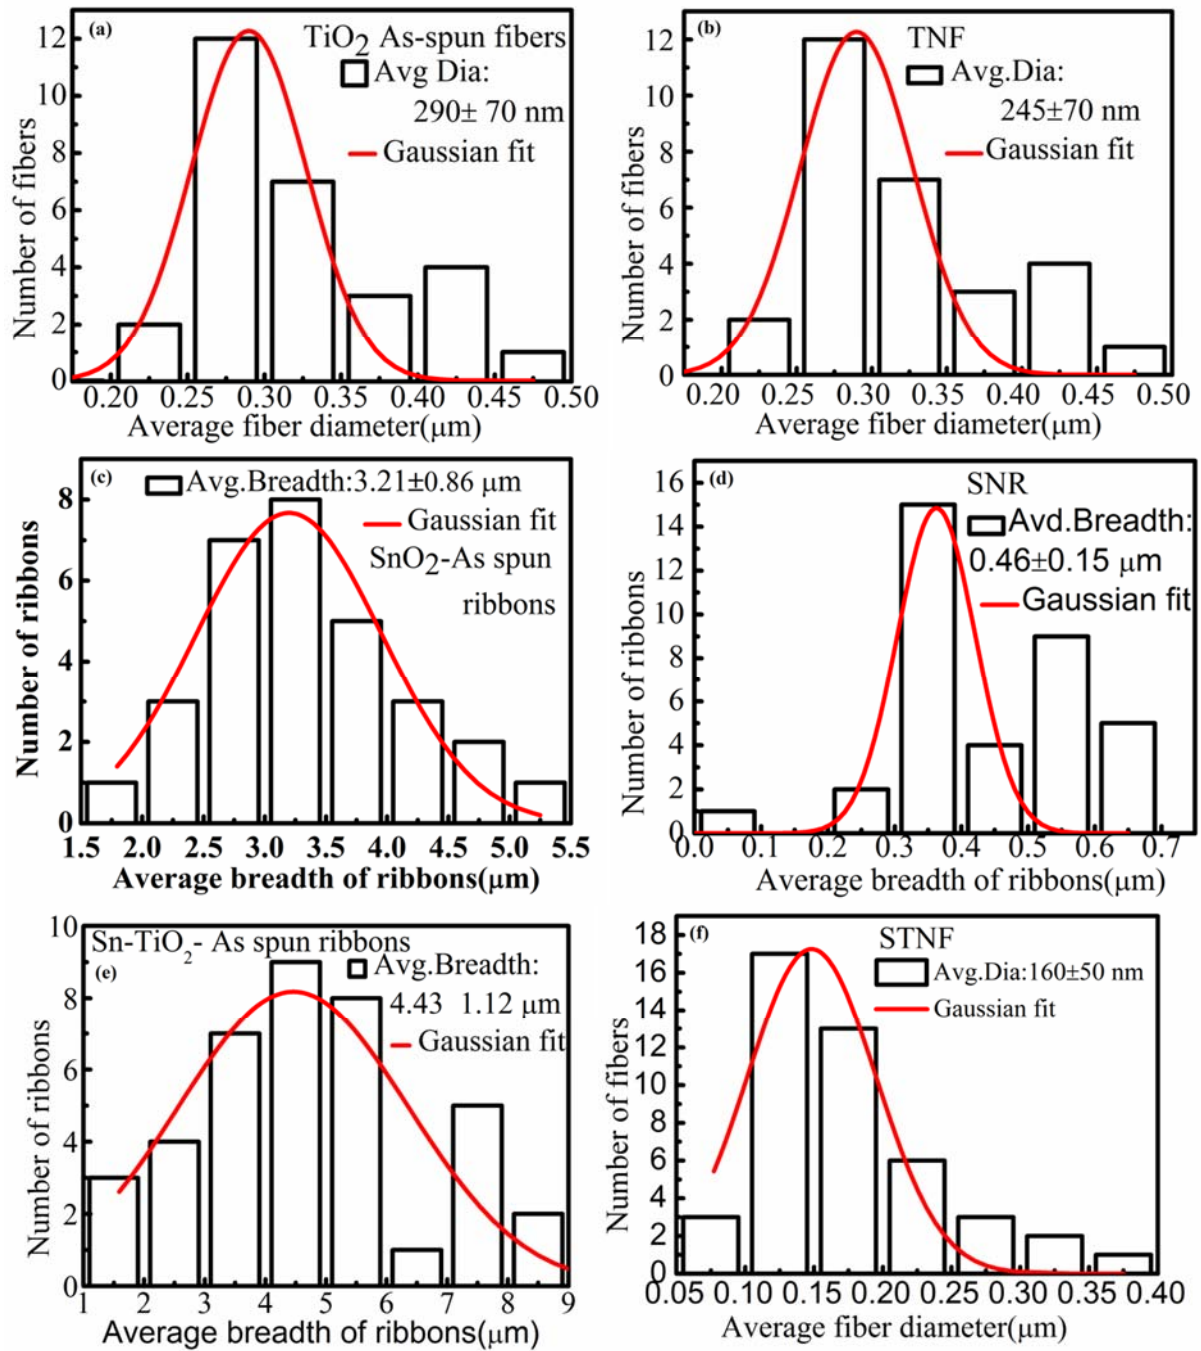 (a)
TiO2 As-spun fibers
Avg Dia:
290± 70 nm
Gaussian fit
Number of fibers
12
10
8
6
4
2
0
0.20 0.25 0.30 0.35 0.40 0.45 0.50
Average fiber diameter(μm)
(b)
TNF
Avg.Dia:
245±70 nm
Gaussian fit
Number of fibers
12
10
8
6
4
2
0
0.20 0.25 0.30 0.35 0.40 0.45 0.50
Average fiber diameter(μm)
(c)
Avg.Breadth:3.21±0.86 μm
Gaussian fit
SnO2-As spun
ribbons
Number of ribbons
8
6
4
2
0
1.5 2.0 2.5 3.0 3.5 4.0 4.5 5.0 5.5
Average breadth of ribbons(μm)
(d)
SNR
Avd.Breadth:
0.46±0.15 μm
Gaussian fit
Number of ribbons
16
14
12
10
8
6
4
2
0
0.0 0.1 0.2 0.3 0.4 0.5 0.6 0.7
Average breadth of ribbons(μm)
Sn-TiO2- As spun ribbons
(e)
Avg.Breadth:
4.43 1.12 μm
Gaussian fit
Number of ribbons
10
8
6
4
2
0
1 2 3 4 5 6 7 8 9
Average breadth of ribbons(μm)
(f)
STNF
Avg.Dia:160±50 nm
Gaussian fit
Number of fibers
18
16
14
12
10
8
6
4
2
0
0.05 0.10 0.15 0.20 0.25 0.30 0.35 0.40
Average fiber diameter(μm)